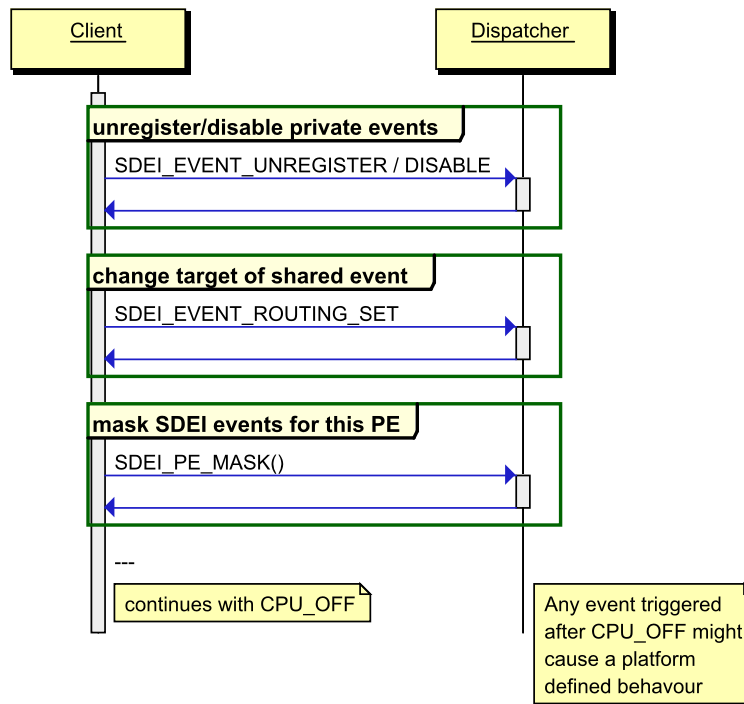 Client
Dispatcher
unregister/disable private events
SDEI_EVENT_UNREGISTER / DISABLE
change target of shared event
SDEI_EVENT_ROUTING_SET
mask SDEI events for this PE
SDEI_PE_MASK()
---
continues with CPU_OFF
Any event triggered
after CPU_OFF might
cause a platform
defined behavour